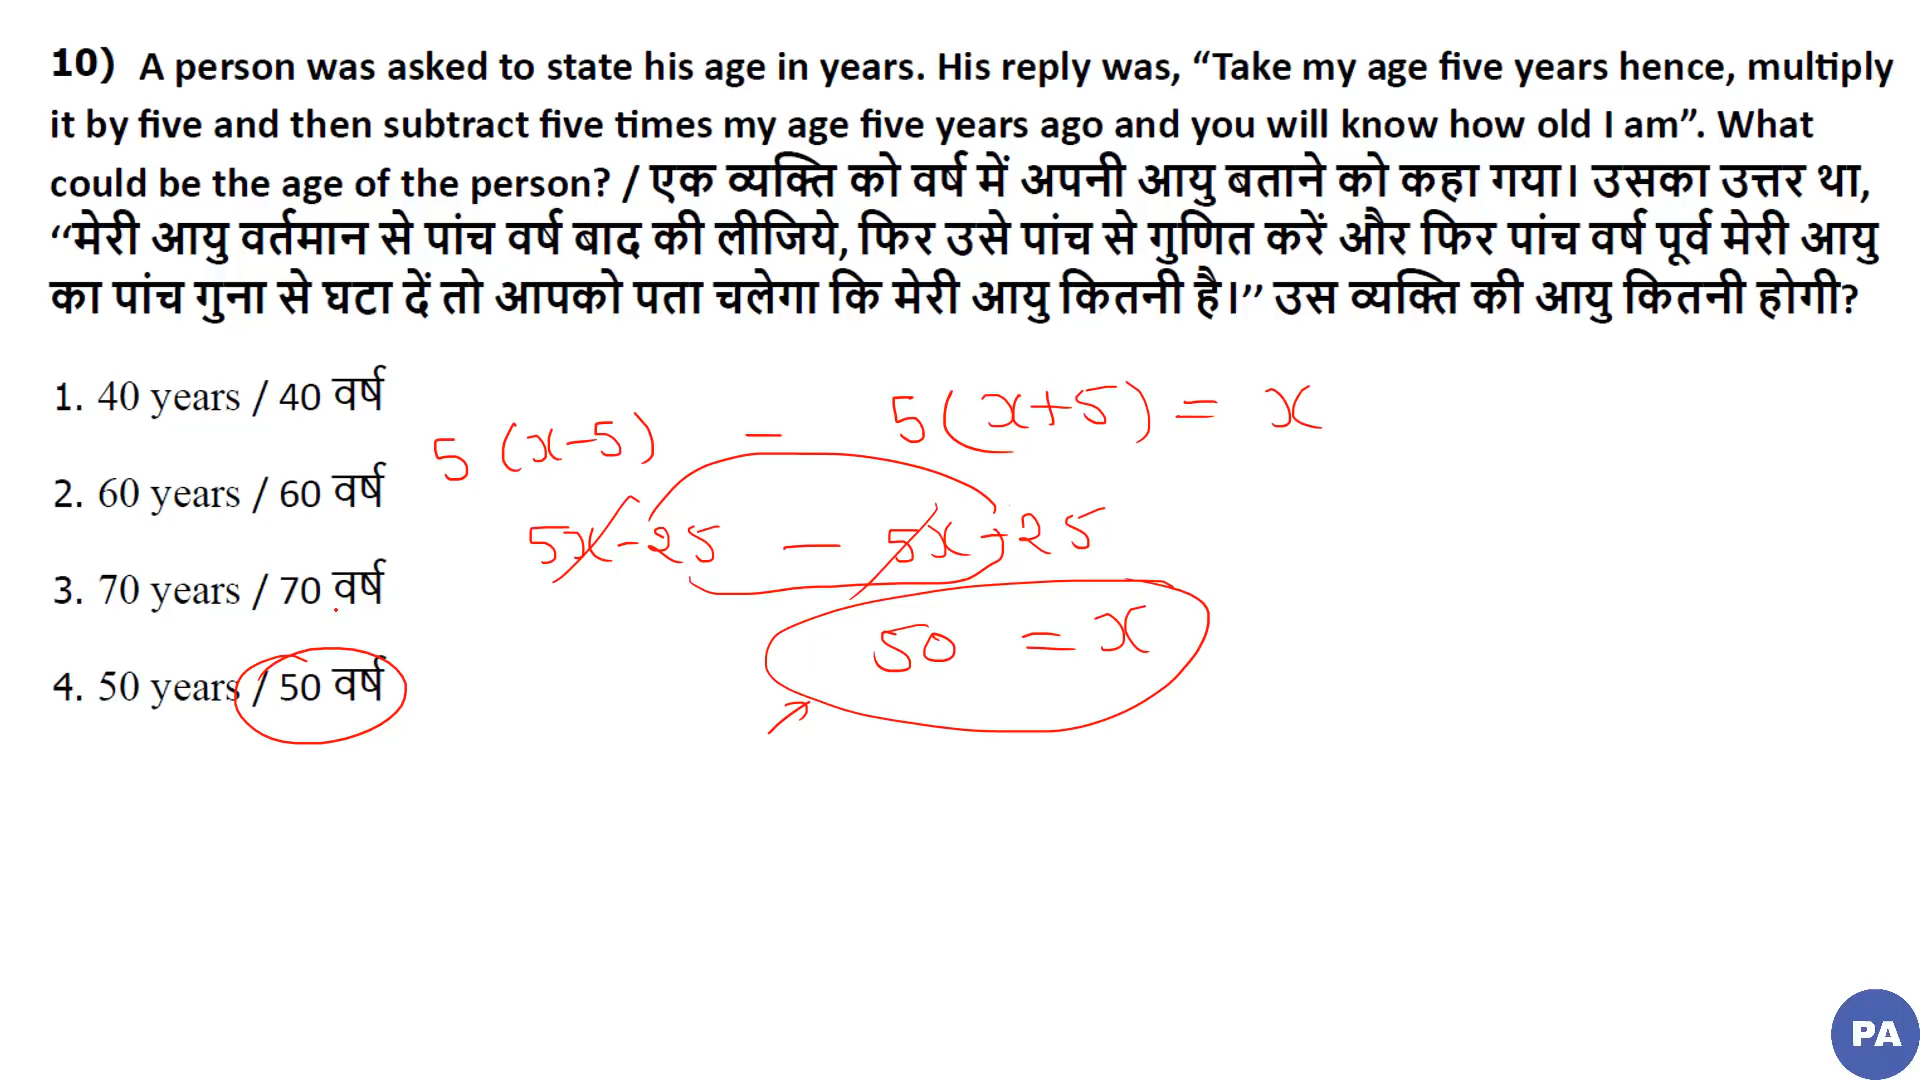 10) A person was asked to state his age in years. His reply was, “Take my age five years hence, multiply
it by five and then subtract five times my age five years ago and you will know how old I am”. What
could be the age of the person? / एक व्यक्ति को वर्ष में अपनी आयु बताने को कहा गया। उसका उत्तर था,
“मेरी आयु वर्तमान से पांच वर्ष बाद की लीजिये, फिर उसे पांच से गुणित करें और फिर पांच वर्ष पूर्व मेरी आयु
का पांच गुना से घटा दें तो आपको पता चलेगा कि मेरी आयु कितनी है।” उस व्यक्ति की आयु कितनी होगी?
1. 40 years / 40 वर्ष
5 (x-5) - 5(x+5) = x
2. 60 years / 60 वर्ष
5x-25 - 5x+25
3. 70 years / 70 वर्ष
50 = x
4. 50 years / 50 वर्ष
PA